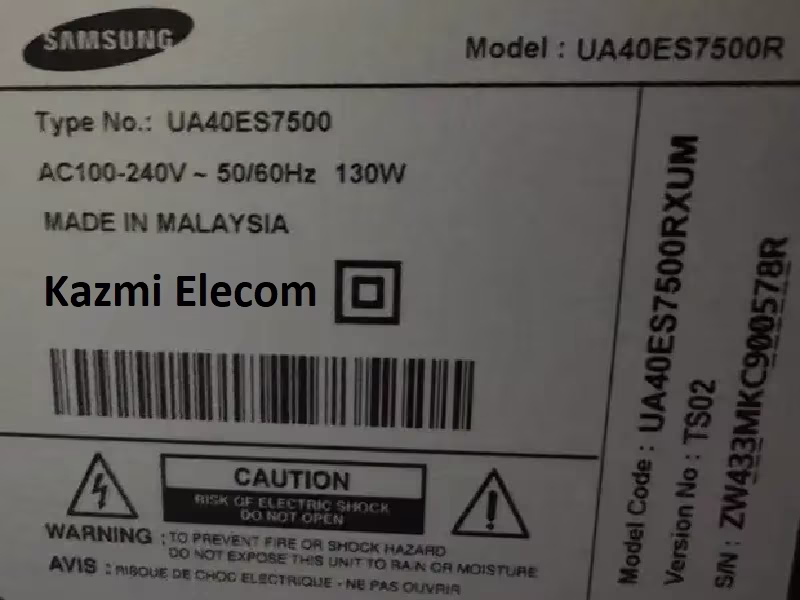 SAMSUNG
Model : UA40ES7500R
Type No.: UA40ES7500
AC100-240V ~ 50/60Hz 130W
MADE IN MALAYSIA
Kazmi Elecom
CAUTION
RISK OF ELECTRIC SHOCK
DO NOT OPEN
WARNING : TO PREVENT FIRE OR SHOCK HAZARD
DO NOT EXPOSE THIS UNIT TO RAIN OR MOISTURE
AVIS : RISQUE DE CHOC ELECTRIQUE - NE PAS OUVRIR
Model Code : UA40ES7500RXUM
Version No : TS02
S/N : ZW433MKC900578R